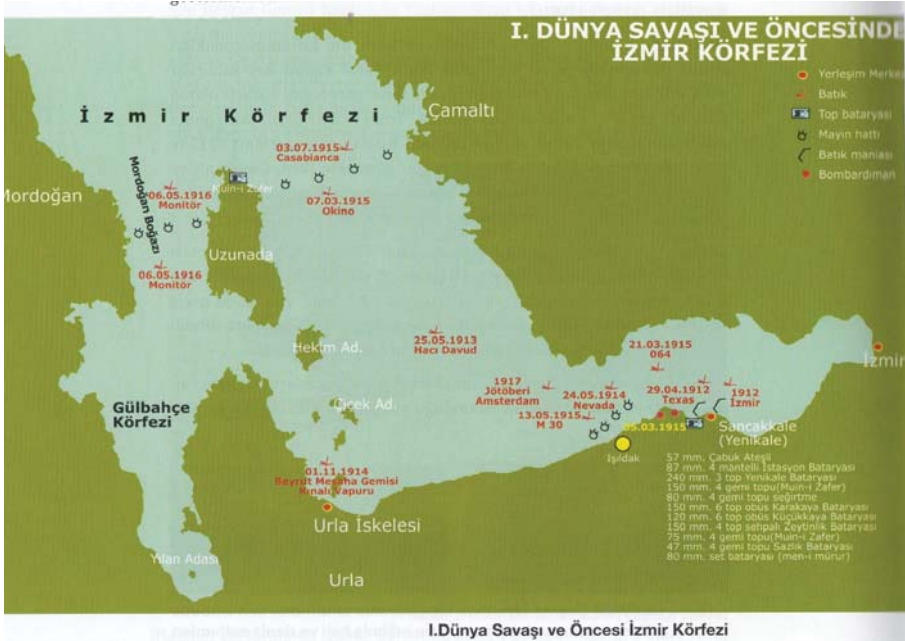 I. DÜNYA SAVAŞI VE ÖNCESİNDE
İZMİR KÖRFEZİ
Yerleşim Merke
Batık
Top bataryası
Mayın hattı
Batık maniası
Bombardıman
İzmir Körfezi
Çamaltı
03.07.1915
Casabianca
Mordoğan
Mordoğan Boğazı
06.05.1916
Monitör
Muin-i Zafer
07.03.1915
Okino
Uzunada
06.05.1916
Monitör
25.05.1913
Hacı Davud
Hekim Ad.
21.03.1915
064
İzmir
1917
Jötöberi
Amsterdam
24.05.1914
Nevada
29.04.1912
Texas
1912
İzmir
Gülbahçe
Körfezi
Çiçek Ad.
13.05.1915
M 30
05.03.1915
Sancakkale
(Yenikale)
Işıldak
01.11.1914
Beyrut Mesaha Gemisi
Kınalı Vapuru
Urla İskelesi
Yılan Adası
Urla
57 mm. Çabuk Ateşli
87 mm. 4 mantelli İstasyon Bataryası
240 mm. 3 top Yenikale Bataryası
150 mm. 4 gemi topu(Muin-i Zafer)
80 mm. 4 gemi topu seğirtme
150 mm. 6 top obüs Karakaya Bataryası
120 mm. 6 top obüs Küçükkaya Bataryası
150 mm. 4 top sehpalı Zeytinlik Bataryası
75 mm. 4 gemi topu(Muin-i Zafer)
47 mm. 4 gemi topu Sazlık Bataryası
80 mm. set bataryası (men-i mürur)
I.Dünya Savaşı ve Öncesi İzmir Körfezi